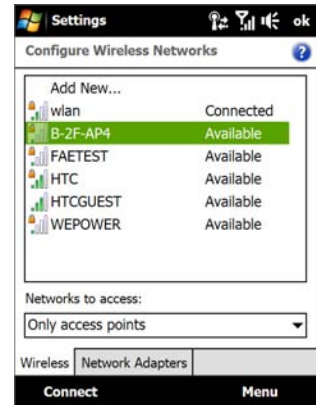 Settings ok
Configure Wireless Networks ?
Add New...
wlan Connected
B-2F-AP4 Available
FAETEST Available
HTC Available
HTCGUEST Available
WEPOWER Available
Networks to access:
Only access points
Wireless Network Adapters
Connect Menu